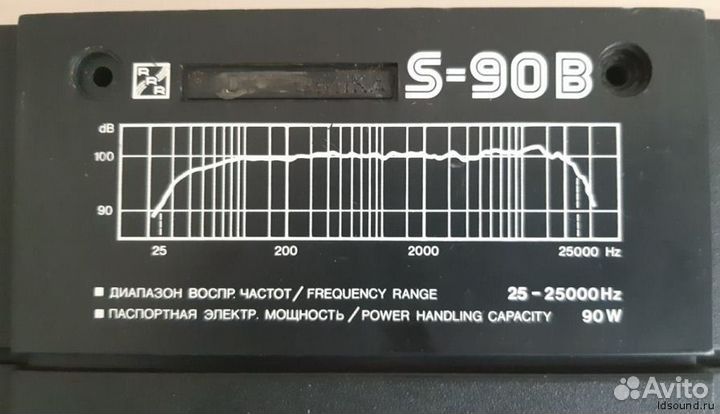 RRR
S-90B
dB
100
90
25 200 2000 25000 Hz
ДИАПАЗОН ВОСПР. ЧАСТОТ / FREQUENCY RANGE 25-25000Hz
ПАСПОРТНАЯ ЭЛЕКТР. МОЩНОСТЬ / POWER HANDLING CAPACITY 90 W
Avito
ldsound.ru